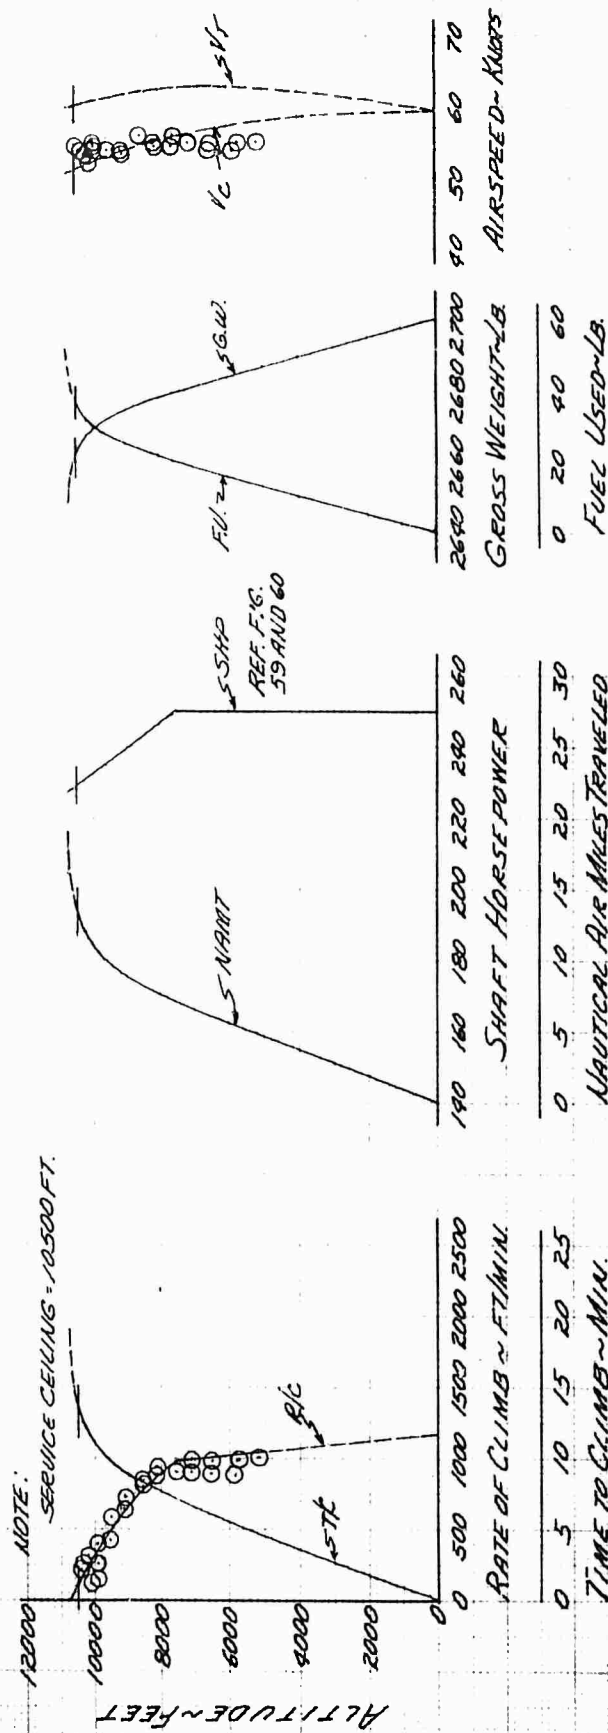 NOTE:
SERVICE CEILING = 10500 FT.
ALTITUDE ~ FEET
12000
10000
8000
6000
4000
2000
0
T/C
R/C
0 500 1000 1500 2000 2500
RATE OF CLIMB ~ FT/MIN.
0 5 10 15 20 25
TIME TO CLIMB ~ MIN.
NAMT
SHP
REF. FIG.
59 AND 60
140 160 180 200 220 240 260
SHAFT HORSEPOWER
0 5 10 15 20 25 30
NAUTICAL AIR MILES TRAVELED
F.U.
G.W.
2640 2660 2680 2700
GROSS WEIGHT ~ LB.
0 20 40 60
FUEL USED ~ LB.
VC
VT
40 50 60 70
AIRSPEED ~ KNOTS